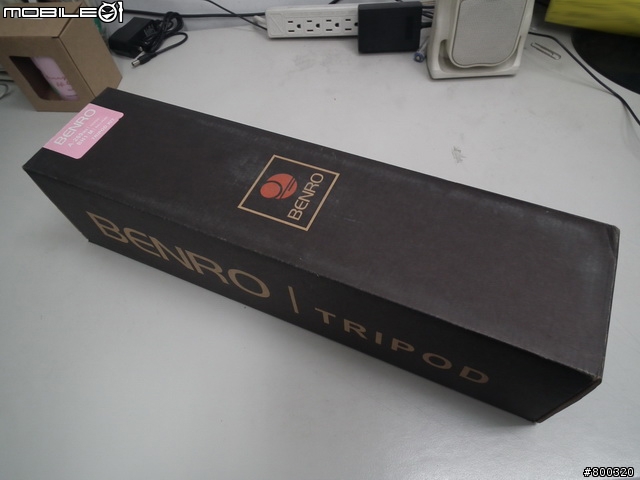 MOBILE01
BENRO
BENRO
BENRO | TRIPOD
#800320